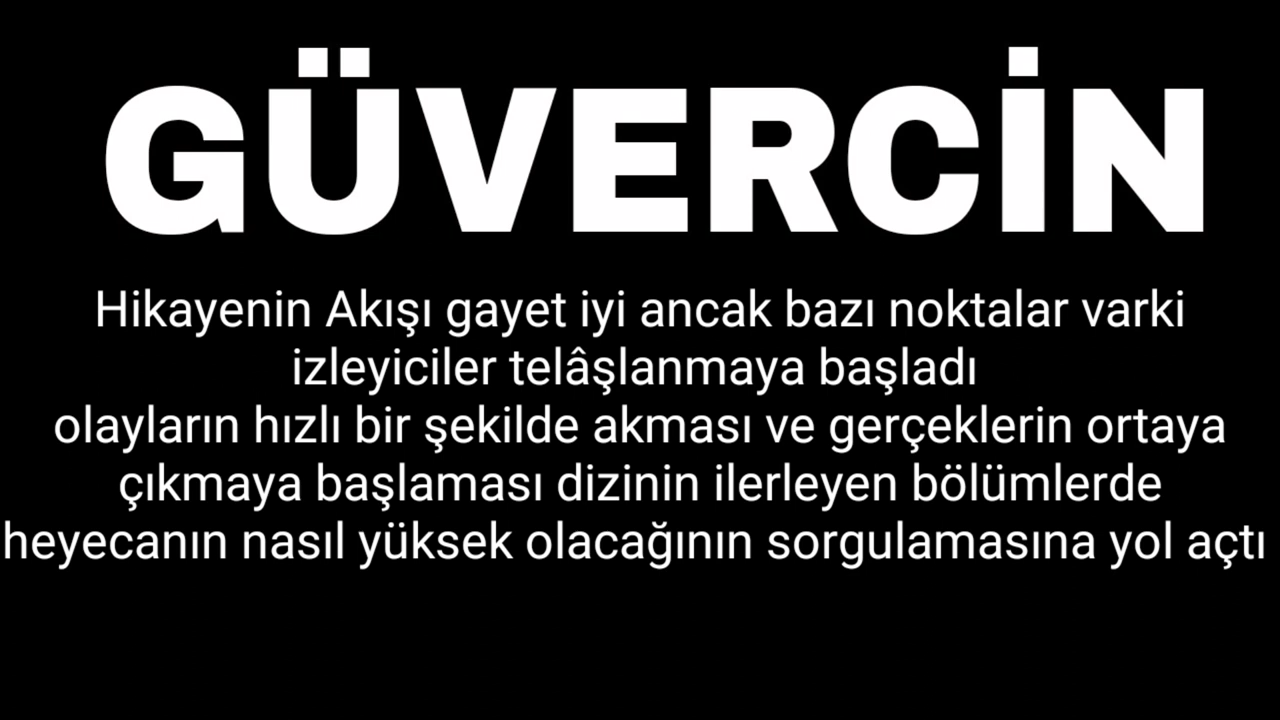 GÜVERCİN
Hikayenin Akışı gayet iyi ancak bazı noktalar varki
izleyiciler telâşlanmaya başladı
olayların hızlı bir şekilde akması ve gerçeklerin ortaya
çıkmaya başlaması dizinin ilerleyen bölümlerde
heyecanın nasıl yüksek olacağının sorgulamasına yol açtı